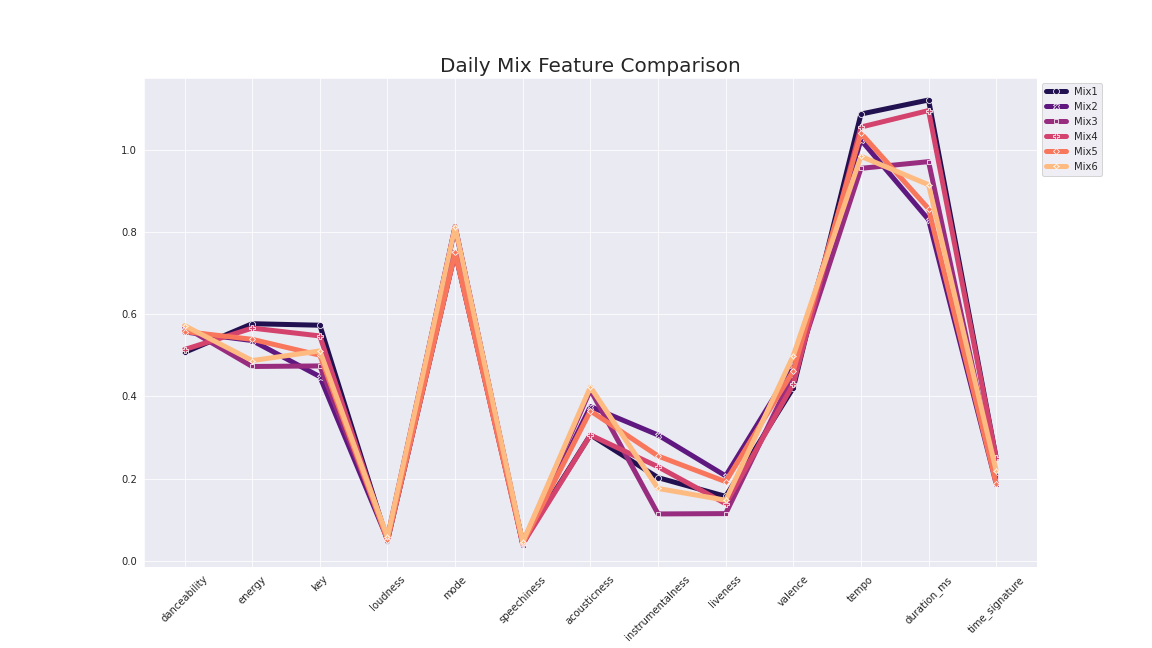 Daily Mix Feature Comparison
Mix1
Mix2
Mix3
Mix4
Mix5
Mix6
1.0
0.8
0.6
0.4
0.2
0.0
danceability
energy
key
loudness
mode
speechiness
acousticness
instrumentalness
liveness
valence
tempo
duration_ms
time_signature